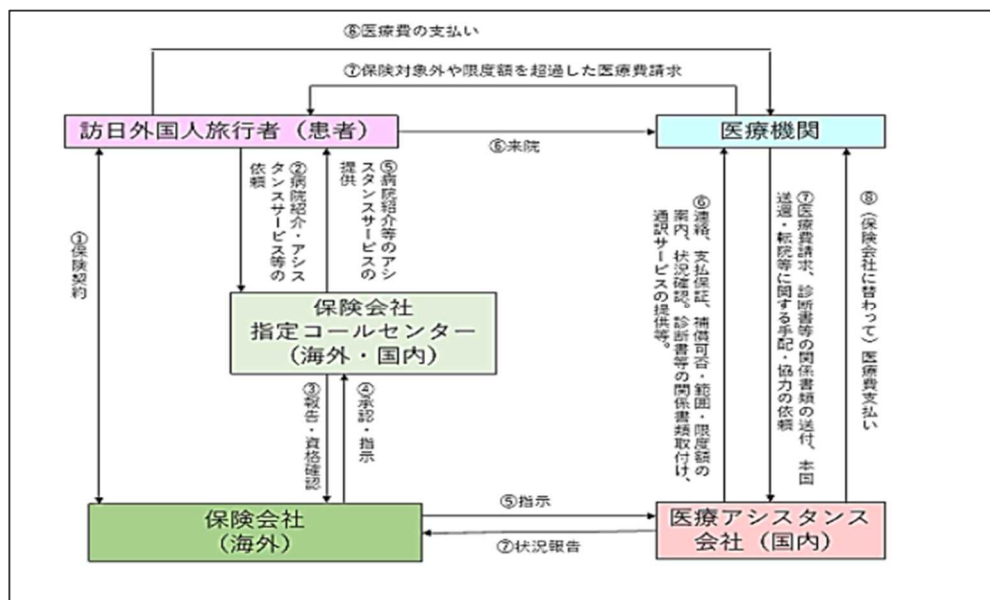 ⑧医療費の支払い
⑦保険対象外や限度額を超過した医療費請求
訪日外国人旅行者（患者）
医療機関
⑥来院
①保険契約
②病院紹介・アシス
タンスサービス等の
依頼
⑤病院紹介等のアシ
スタンスサービスの
提供
保険会社
指定コールセンター
（海外・国内）
③報告・資格確認
④承認・指示
⑥連絡、支払保証、補償可否・範囲・限度額の
案内、状況確認。診断書等の関係書類取付け、
通訳サービスの提供等。
⑦医療費請求、診断書等の関係書類の送付、本国
送還・転院等に関する手配・協力の依頼
⑧（保険会社に替わって）医療費支払い
保険会社
（海外）
⑤指示
⑦状況報告
医療アシスタンス
会社（国内）